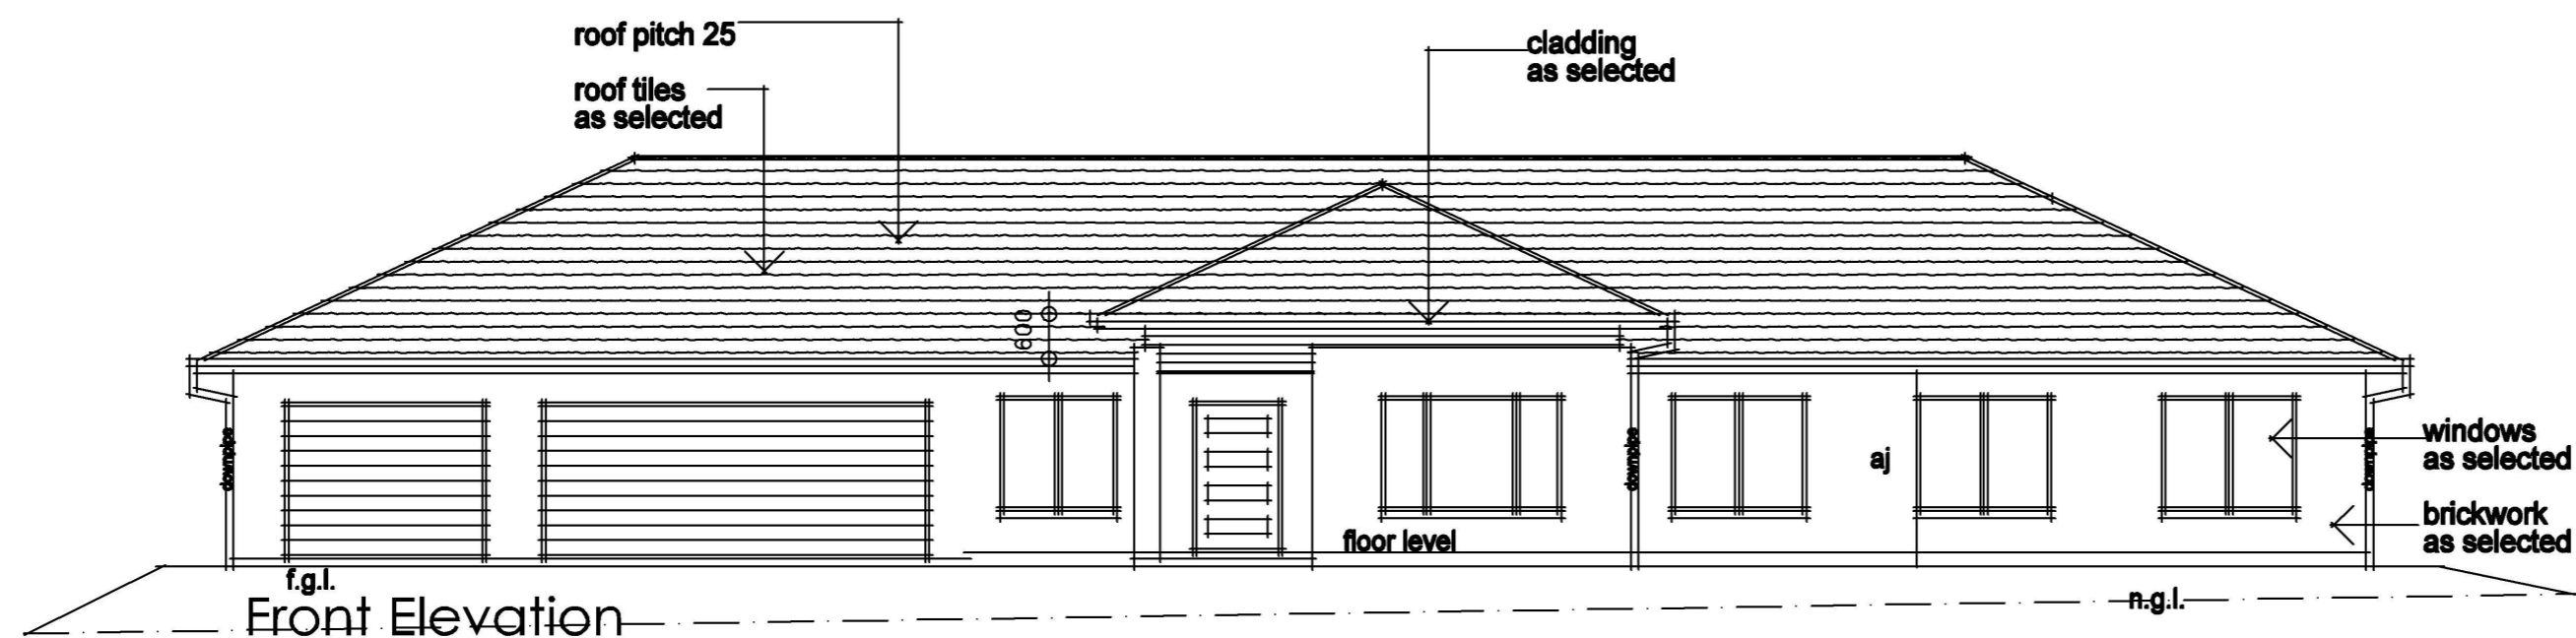 roof pitch 25
roof tiles
as selected
cladding
as selected
600
downpipe
downpipe
downpipe
aj
windows
as selected
brickwork
as selected
floor level
f.g.l.
n.g.l.
Front Elevation